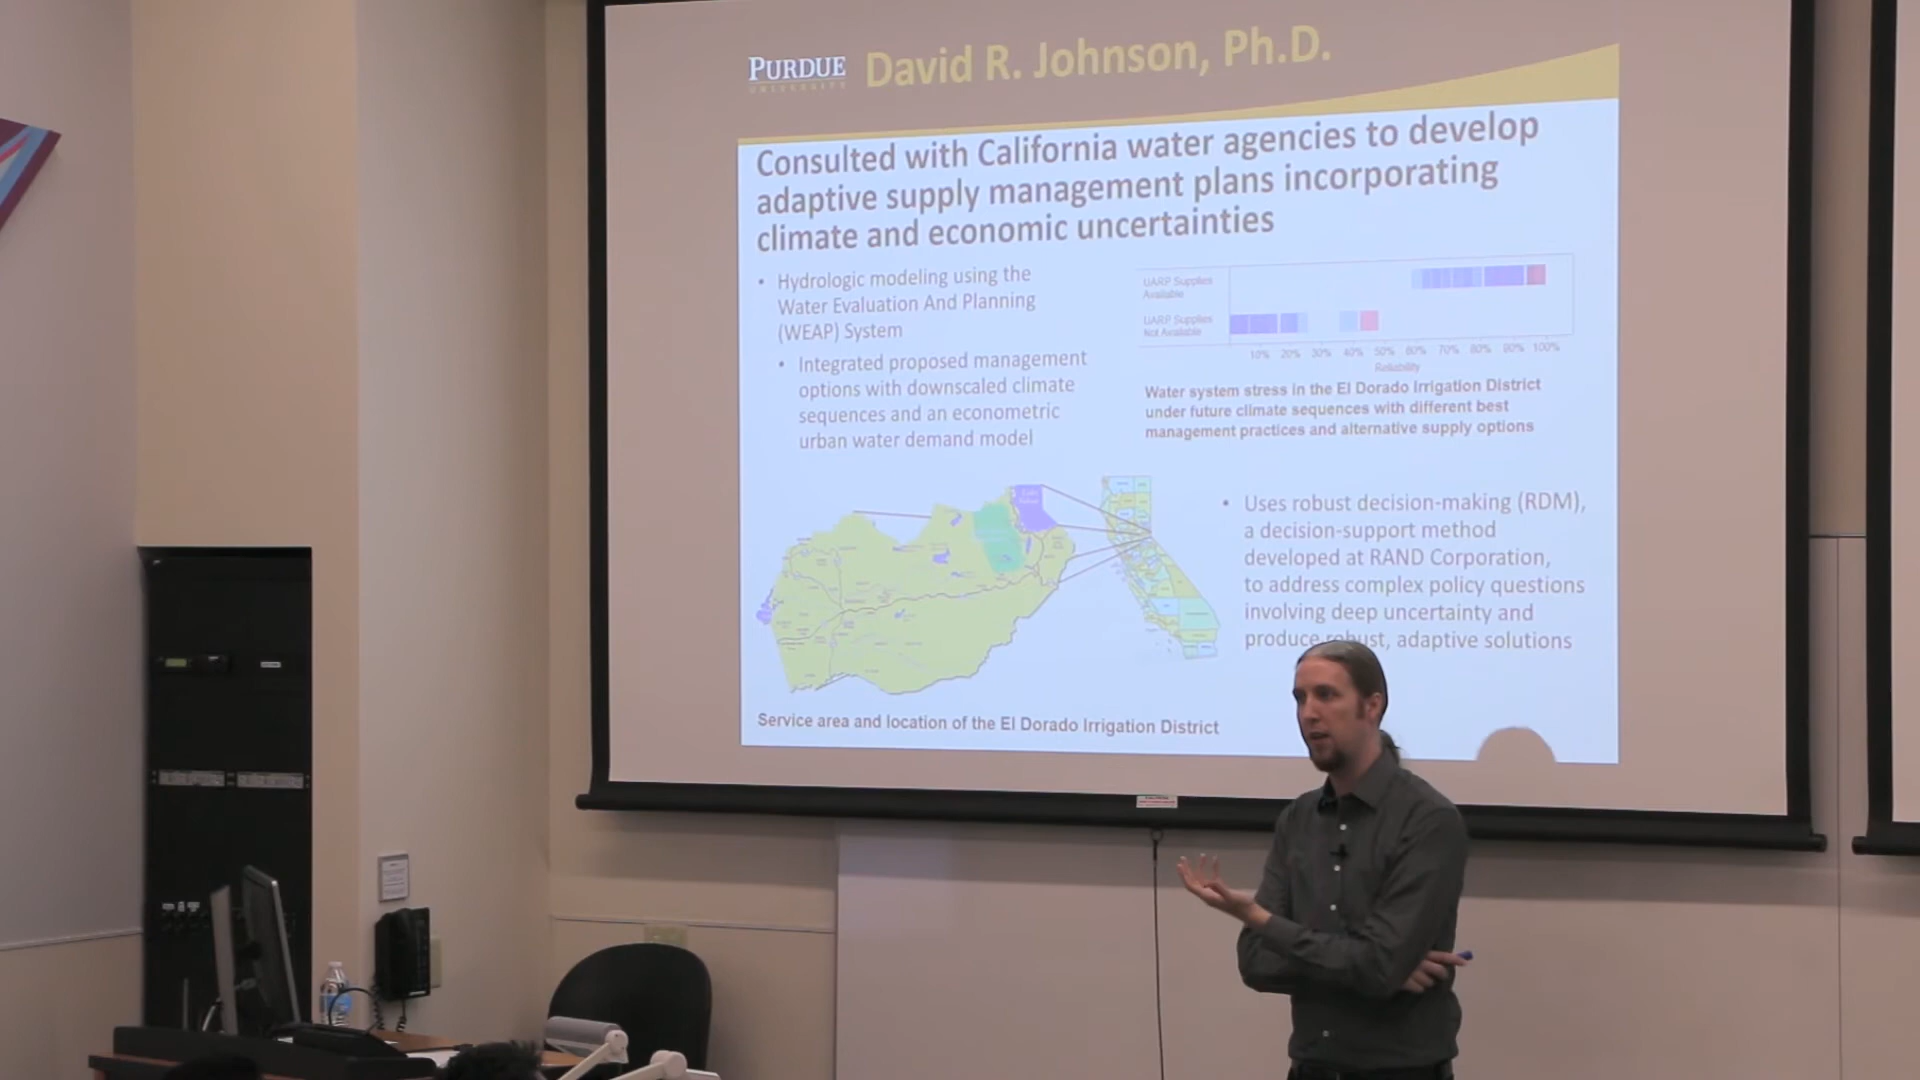 PURDUE
UNIVERSITY
David R. Johnson, Ph.D.
Consulted with California water agencies to develop
adaptive supply management plans incorporating
climate and economic uncertainties
• Hydrologic modeling using the
Water Evaluation And Planning
(WEAP) System
• Integrated proposed management
options with downscaled climate
sequences and an econometric
urban water demand model
UARP Supplies
Available
UARP Supplies
Not Available
10% 20% 30% 40% 50% 60% 70% 80% 90% 100%
Reliability
Water system stress in the El Dorado Irrigation District
under future climate sequences with different best
management practices and alternative supply options
• Uses robust decision-making (RDM),
a decision-support method
developed at RAND Corporation,
to address complex policy questions
involving deep uncertainty and
produce robust, adaptive solutions
Service area and location of the El Dorado Irrigation District